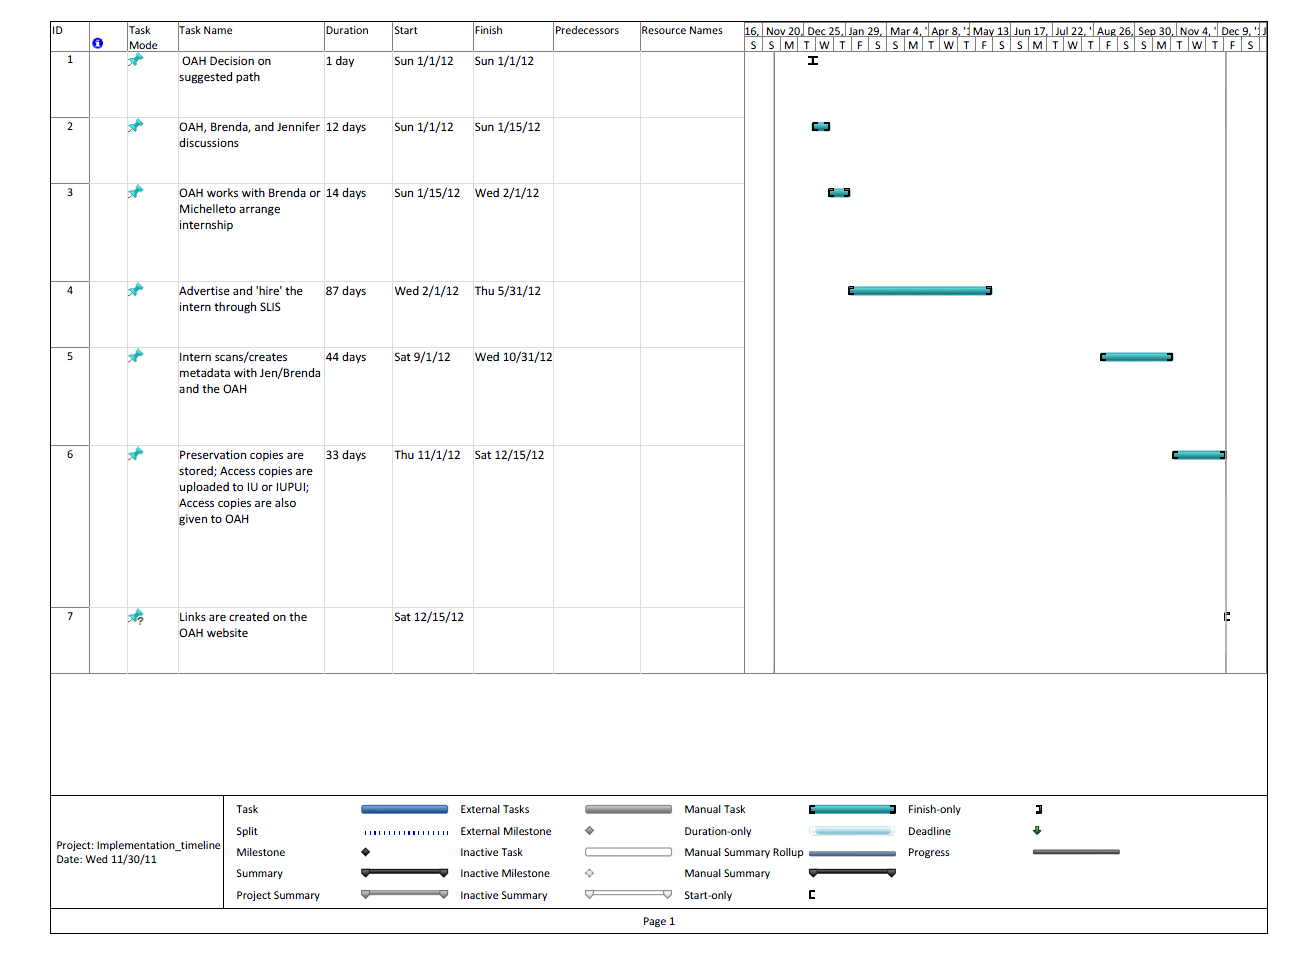 ID Task Mode Task Name Duration Start Finish Predecessors Resource Names
16, Nov 20, Dec 25, Jan 29, Mar 4, ' Apr 8, '1 May 13 Jun 17, Jul 22, ' Aug 26, Sep 30, Nov 4, ' Dec 9, '1 J
S S M T W T F S S M T W T F S S M T W T F S S M T W T F S
1 OAH Decision on 1 day Sun 1/1/12 Sun 1/1/12
suggested path
2 OAH, Brenda, and Jennifer 12 days Sun 1/1/12 Sun 1/15/12
discussions
3 OAH works with Brenda or 14 days Sun 1/15/12 Wed 2/1/12
Michelleto arrange
internship
4 Advertise and 'hire' the 87 days Wed 2/1/12 Thu 5/31/12
intern through SLIS
5 Intern scans/creates 44 days Sat 9/1/12 Wed 10/31/12
metadata with Jen/Brenda
and the OAH
6 Preservation copies are 33 days Thu 11/1/12 Sat 12/15/12
stored; Access copies are
uploaded to IU or IUPUI;
Access copies are also
given to OAH
7 Links are created on the Sat 12/15/12
OAH website
Project: Implementation_timeline
Date: Wed 11/30/11
Task External Tasks Manual Task Finish-only
Split External Milestone Duration-only Deadline
Milestone Inactive Task Manual Summary Rollup Progress
Summary Inactive Milestone Manual Summary
Project Summary Inactive Summary Start-only
Page 1